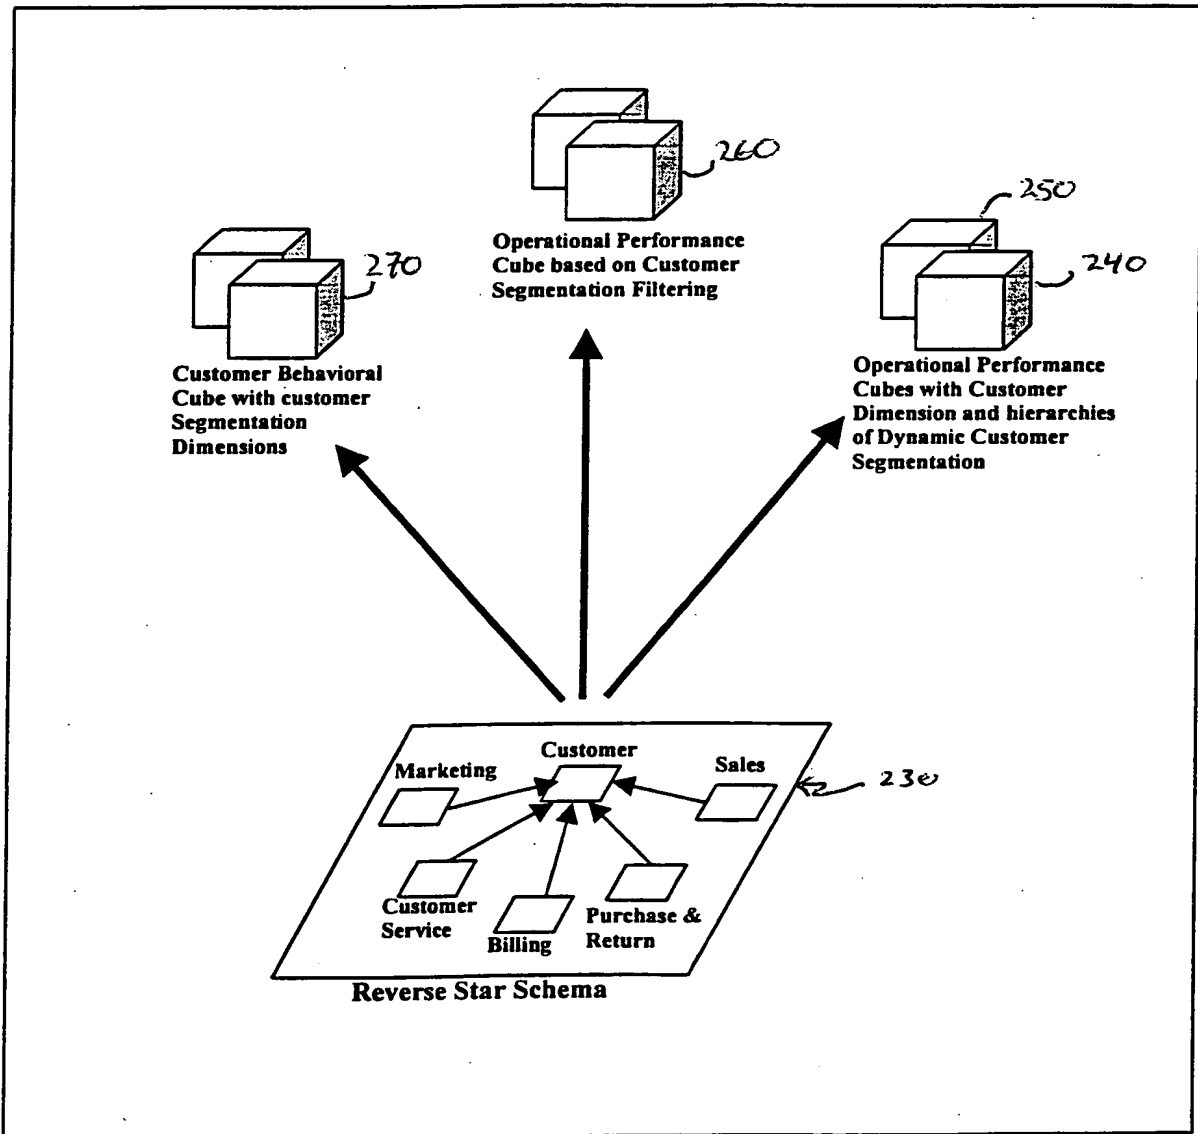 260
Operational Performance
Cube based on Customer
Segmentation Filtering
250
240
Operational Performance
Cubes with Customer
Dimension and hierarchies
of Dynamic Customer
Segmentation
270
Customer Behavioral
Cube with customer
Segmentation
Dimensions
Customer
Marketing
Sales
230
Customer
Service
Billing
Purchase &
Return
Reverse Star Schema